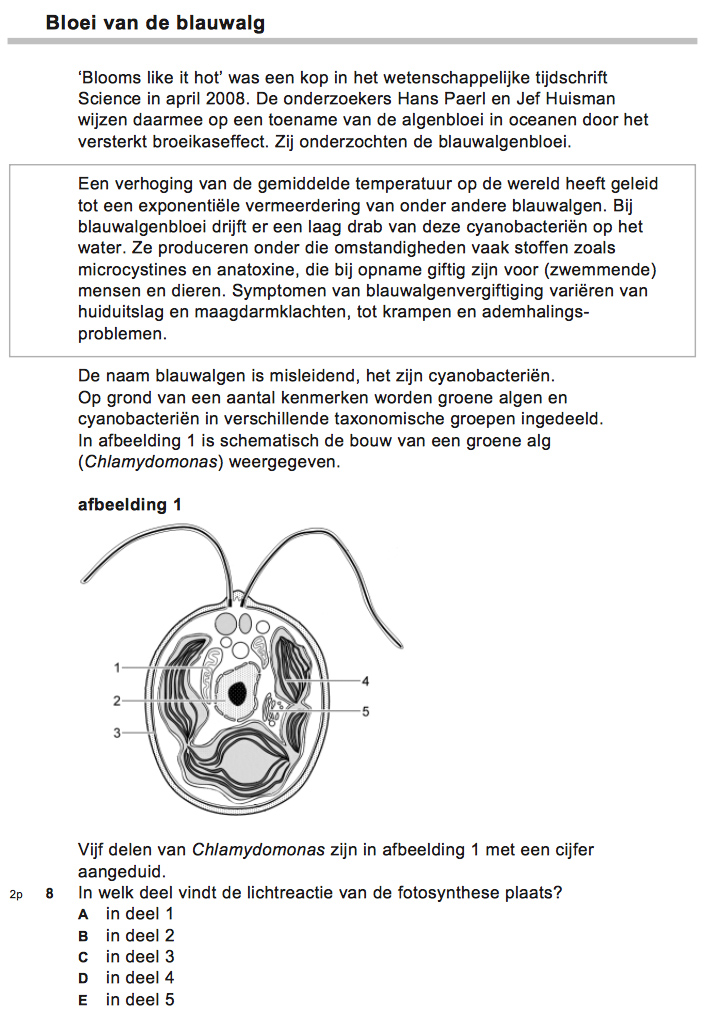 Bloei van de blauwalg
‘Blooms like it hot’ was een kop in het wetenschappelijke tijdschrift
Science in april 2008. De onderzoekers Hans Paerl en Jef Huisman
wijzen daarmee op een toename van de algenbloei in oceanen door het
versterkt broeikaseffect. Zij onderzochten de blauwalgenbloei.
Een verhoging van de gemiddelde temperatuur op de wereld heeft geleid
tot een exponentiële vermeerdering van onder andere blauwalgen. Bij
blauwalgenbloei drijft er een laag drab van deze cyanobacteriën op het
water. Ze produceren onder die omstandigheden vaak stoffen zoals
microcystines en anatoxine, die bij opname giftig zijn voor (zwemmende)
mensen en dieren. Symptomen van blauwalgenvergiftiging variëren van
huiduitslag en maagdarmklachten, tot krampen en ademhalings-
problemen.
De naam blauwalgen is misleidend, het zijn cyanobacteriën.
Op grond van een aantal kenmerken worden groene algen en
cyanobacteriën in verschillende taxonomische groepen ingedeeld.
In afbeelding 1 is schematisch de bouw van een groene alg
(Chlamydomonas) weergegeven.
afbeelding 1
1
2
3
4
5
Vijf delen van Chlamydomonas zijn in afbeelding 1 met een cijfer
aangeduid.
2p 8 In welk deel vindt de lichtreactie van de fotosynthese plaats?
A in deel 1
B in deel 2
C in deel 3
D in deel 4
E in deel 5